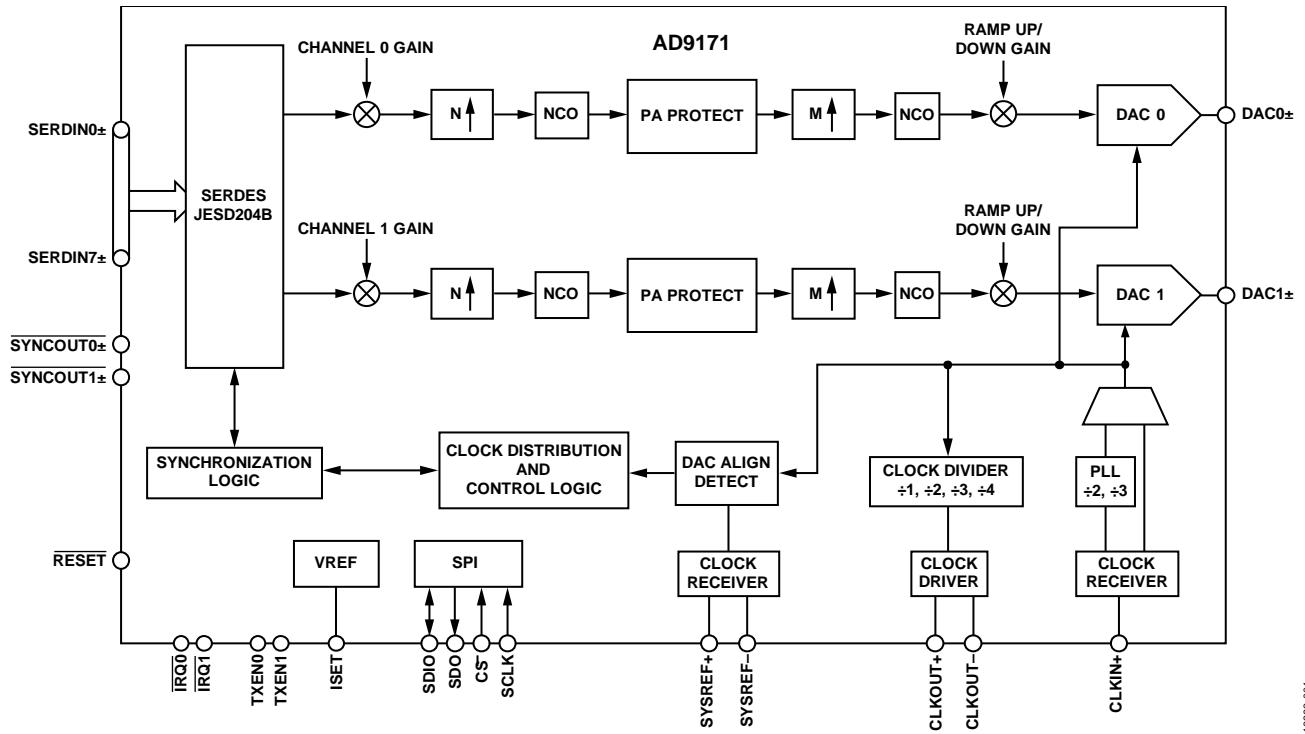 AD9171
CHANNEL 0 GAIN
RAMP UP/
DOWN GAIN
N
NCO
PA PROTECT
M
NCO
DAC 0
DAC0±
SERDIN0±
SERDES
JESD204B
CHANNEL 1 GAIN
RAMP UP/
DOWN GAIN
SERDIN7±
N
NCO
PA PROTECT
M
NCO
DAC 1
DAC1±
SYNCOUT0±
SYNCOUT1±
SYNCHRONIZATION
LOGIC
CLOCK DISTRIBUTION
AND
CONTROL LOGIC
DAC ALIGN
DETECT
CLOCK DIVIDER
÷1, ÷2, ÷3, ÷4
PLL
÷2, ÷3
RESET
VREF
SPI
CLOCK
RECEIVER
CLOCK
DRIVER
CLOCK
RECEIVER
IRQ0
IRQ1
TXEN0
TXEN1
ISET
SDIO
SDO
CS
SCLK
SYSREF+
SYSREF–
CLKOUT+
CLKOUT–
CLKIN+